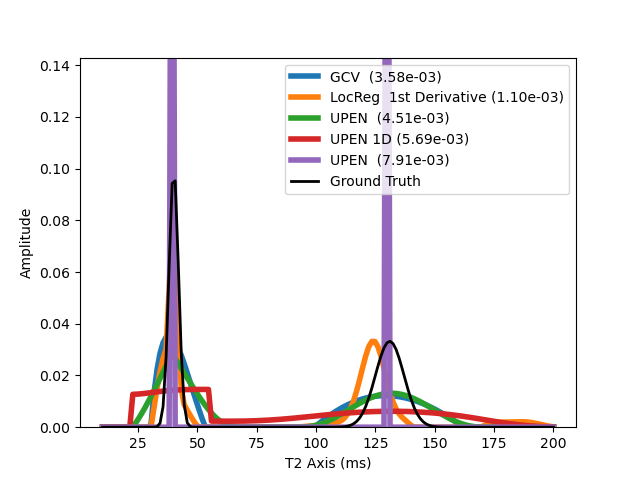 0.14
0.12
0.10
0.08
0.06
0.04
0.02
0.00
Amplitude
GCV (3.58e-03)
LocReg 1st Derivative (1.10e-03)
UPEN (4.51e-03)
UPEN 1D (5.69e-03)
UPEN (7.91e-03)
Ground Truth
25 50 75 100 125 150 175 200
T2 Axis (ms)